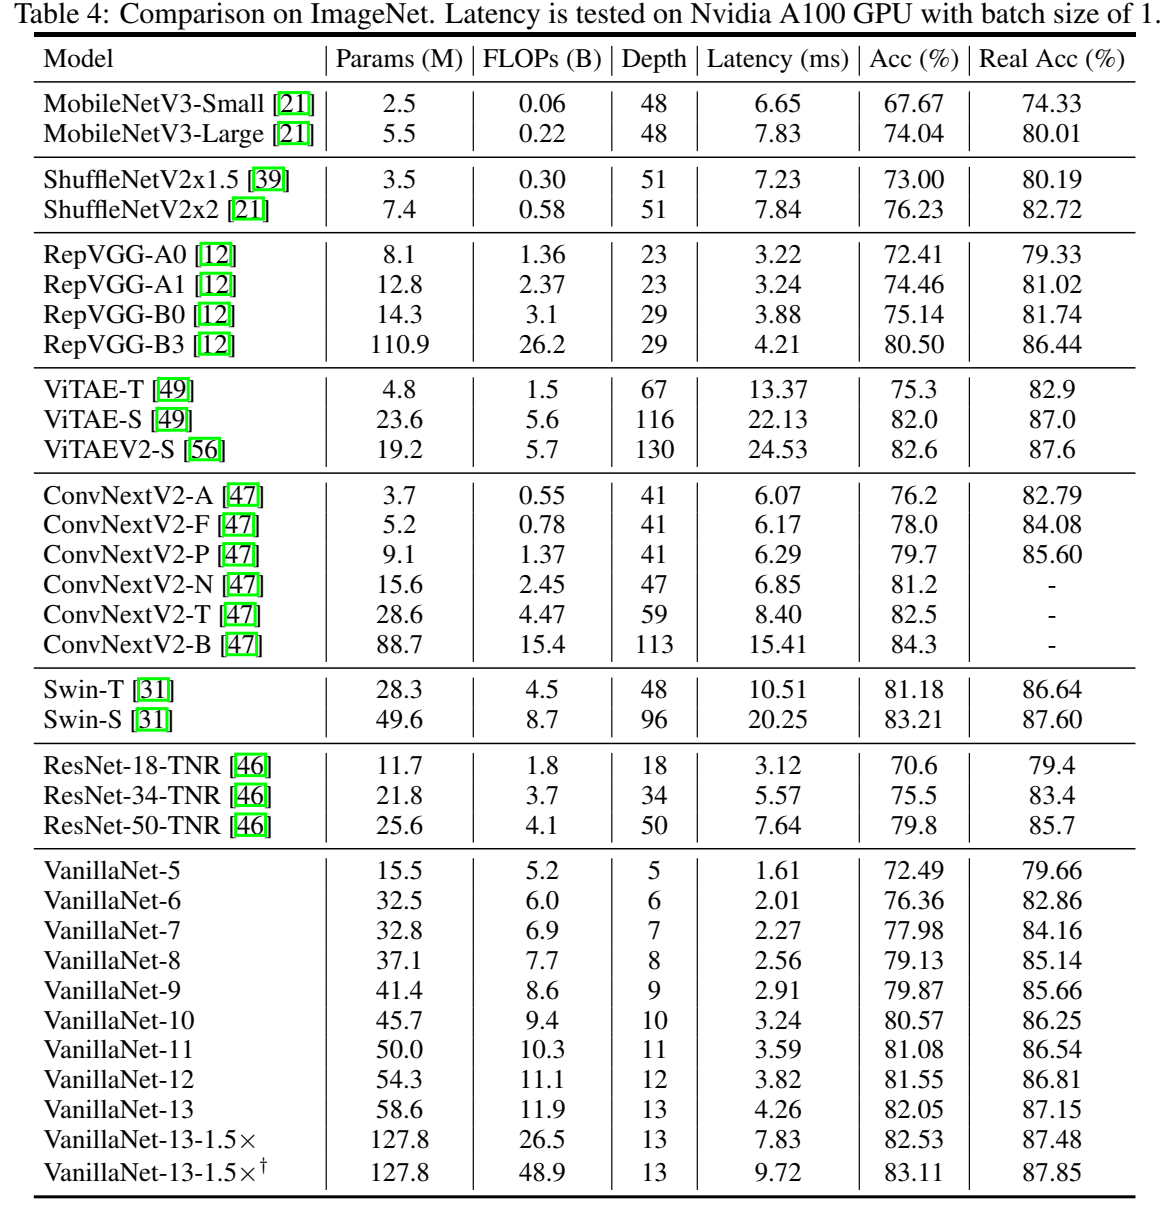 Table 4: Comparison on ImageNet. Latency is tested on Nvidia A100 GPU with batch size of 1.
Model Params (M) FLOPs (B) Depth Latency (ms) Acc (%) Real Acc (%)
MobileNetV3-Small [21] 2.5 0.06 48 6.65 67.67 74.33
MobileNetV3-Large [21] 5.5 0.22 48 7.83 74.04 80.01
ShuffleNetV2x1.5 [39] 3.5 0.30 51 7.23 73.00 80.19
ShuffleNetV2x2 [21] 7.4 0.58 51 7.84 76.23 82.72
RepVGG-A0 [12] 8.1 1.36 23 3.22 72.41 79.33
RepVGG-A1 [12] 12.8 2.37 23 3.24 74.46 81.02
RepVGG-B0 [12] 14.3 3.1 29 3.88 75.14 81.74
RepVGG-B3 [12] 110.9 26.2 29 4.21 80.50 86.44
ViTAE-T [49] 4.8 1.5 67 13.37 75.3 82.9
ViTAE-S [49] 23.6 5.6 116 22.13 82.0 87.0
ViTAEV2-S [56] 19.2 5.7 130 24.53 82.6 87.6
ConvNextV2-A [47] 3.7 0.55 41 6.07 76.2 82.79
ConvNextV2-F [47] 5.2 0.78 41 6.17 78.0 84.08
ConvNextV2-P [47] 9.1 1.37 41 6.29 79.7 85.60
ConvNextV2-N [47] 15.6 2.45 47 6.85 81.2 -
ConvNextV2-T [47] 28.6 4.47 59 8.40 82.5 -
ConvNextV2-B [47] 88.7 15.4 113 15.41 84.3 -
Swin-T [31] 28.3 4.5 48 10.51 81.18 86.64
Swin-S [31] 49.6 8.7 96 20.25 83.21 87.60
ResNet-18-TNR [46] 11.7 1.8 18 3.12 70.6 79.4
ResNet-34-TNR [46] 21.8 3.7 34 5.57 75.5 83.4
ResNet-50-TNR [46] 25.6 4.1 50 7.64 79.8 85.7
VanillaNet-5 15.5 5.2 5 1.61 72.49 79.66
VanillaNet-6 32.5 6.0 6 2.01 76.36 82.86
VanillaNet-7 32.8 6.9 7 2.27 77.98 84.16
VanillaNet-8 37.1 7.7 8 2.56 79.13 85.14
VanillaNet-9 41.4 8.6 9 2.91 79.87 85.66
VanillaNet-10 45.7 9.4 10 3.24 80.57 86.25
VanillaNet-11 50.0 10.3 11 3.59 81.08 86.54
VanillaNet-12 54.3 11.1 12 3.82 81.55 86.81
VanillaNet-13 58.6 11.9 13 4.26 82.05 87.15
VanillaNet-13-1.5× 127.8 26.5 13 7.83 82.53 87.48
VanillaNet-13-1.5׆ 127.8 48.9 13 9.72 83.11 87.85